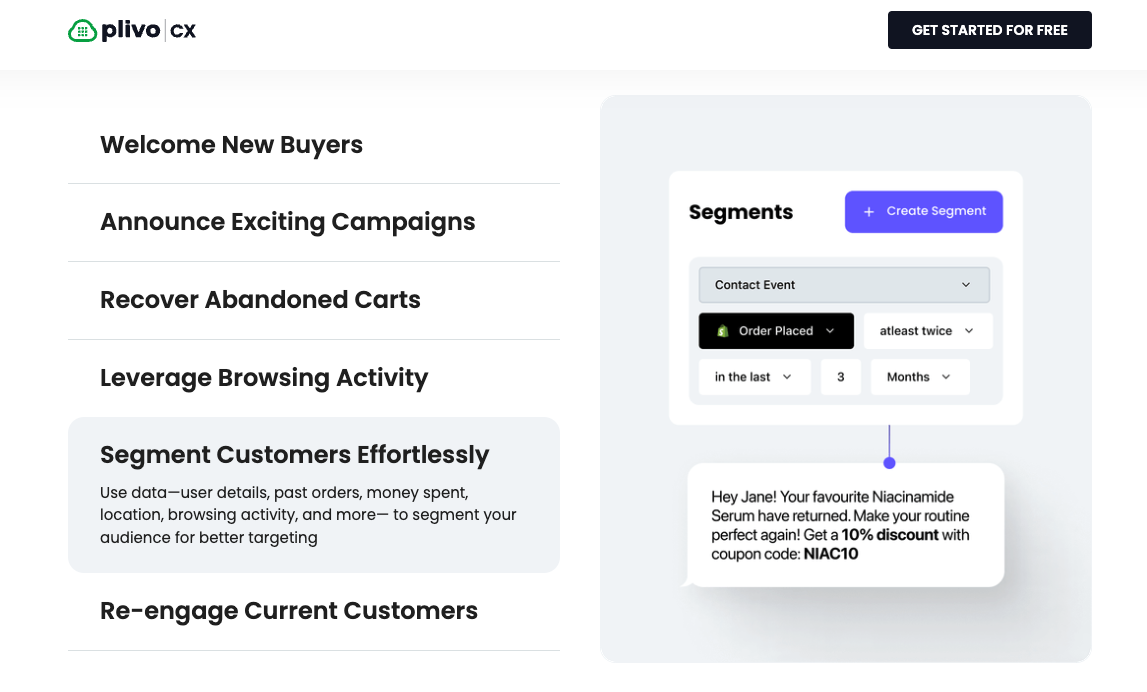 plivo cx
GET STARTED FOR FREE
Welcome New Buyers
Announce Exciting Campaigns
Recover Abandoned Carts
Leverage Browsing Activity
Segment Customers Effortlessly
Use data—user details, past orders, money spent,
location, browsing activity, and more— to segment your
audience for better targeting
Re-engage Current Customers
Segments
+ Create Segment
Contact Event
Order Placed
atleast twice
in the last
3
Months
Hey Jane! Your favourite Niacinamide
Serum have returned. Make your routine
perfect again! Get a 10% discount with
coupon code: NIAC10